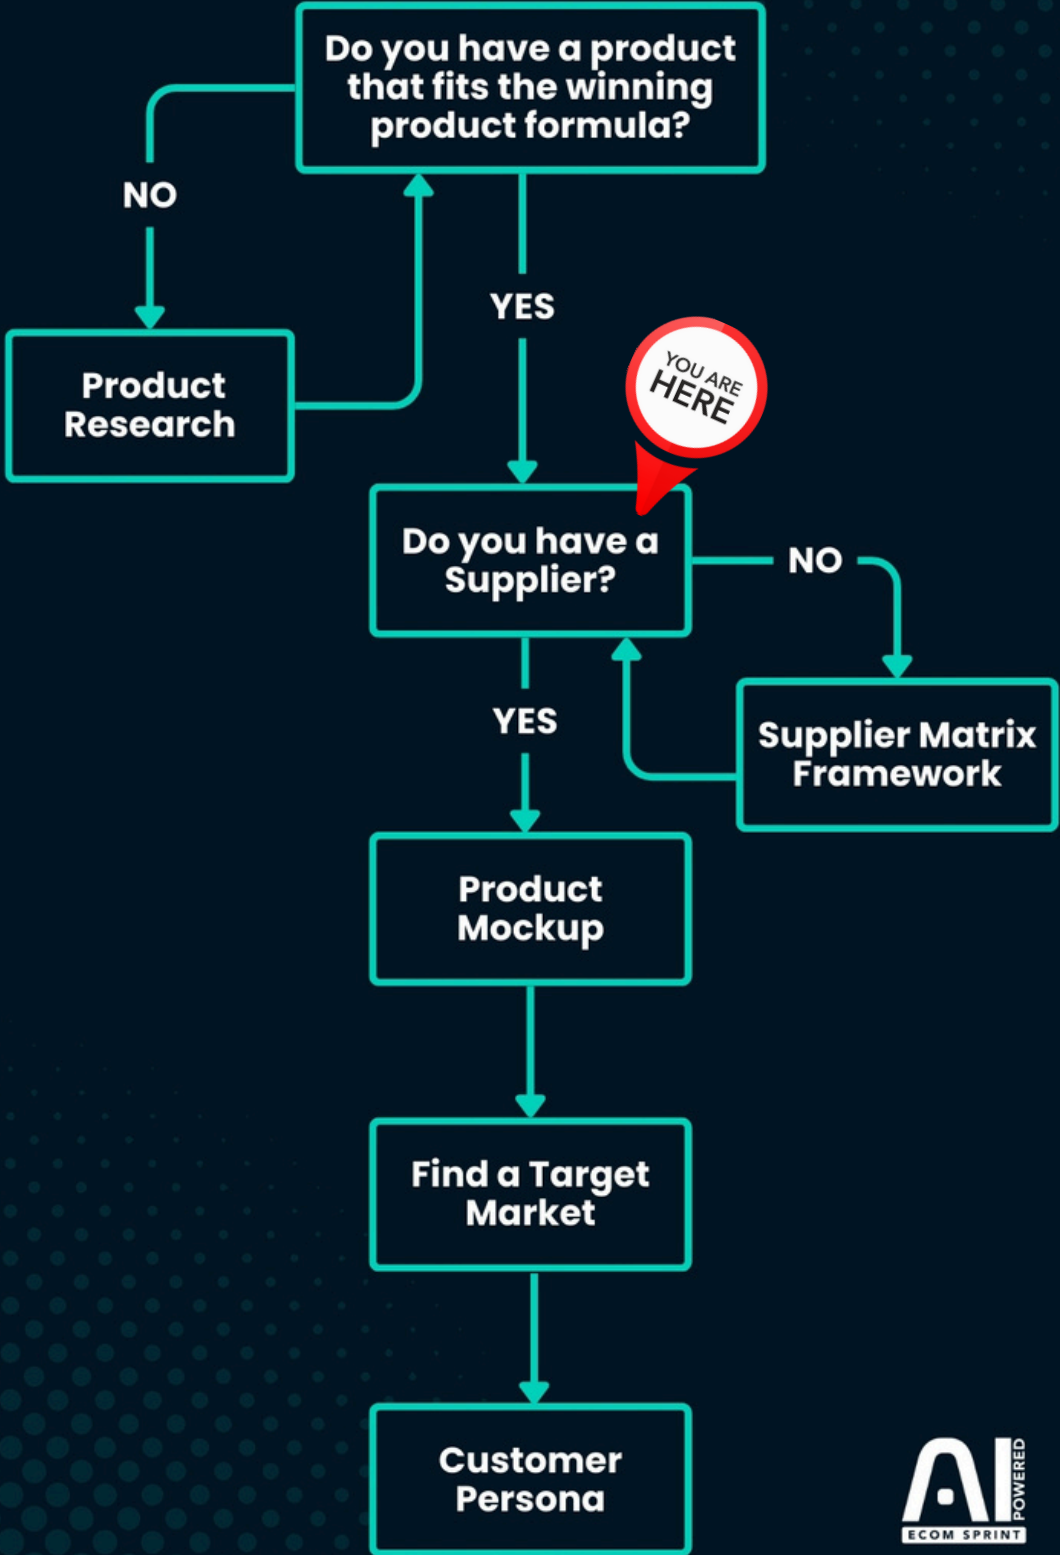 Do you have a product
that fits the winning
product formula?
NO
YES
Product
Research
YOU ARE
HERE
Do you have a
Supplier?
NO
YES
Supplier Matrix
Framework
Product
Mockup
Find a Target
Market
Customer
Persona
AI
POWERED
ECOM SPRINT